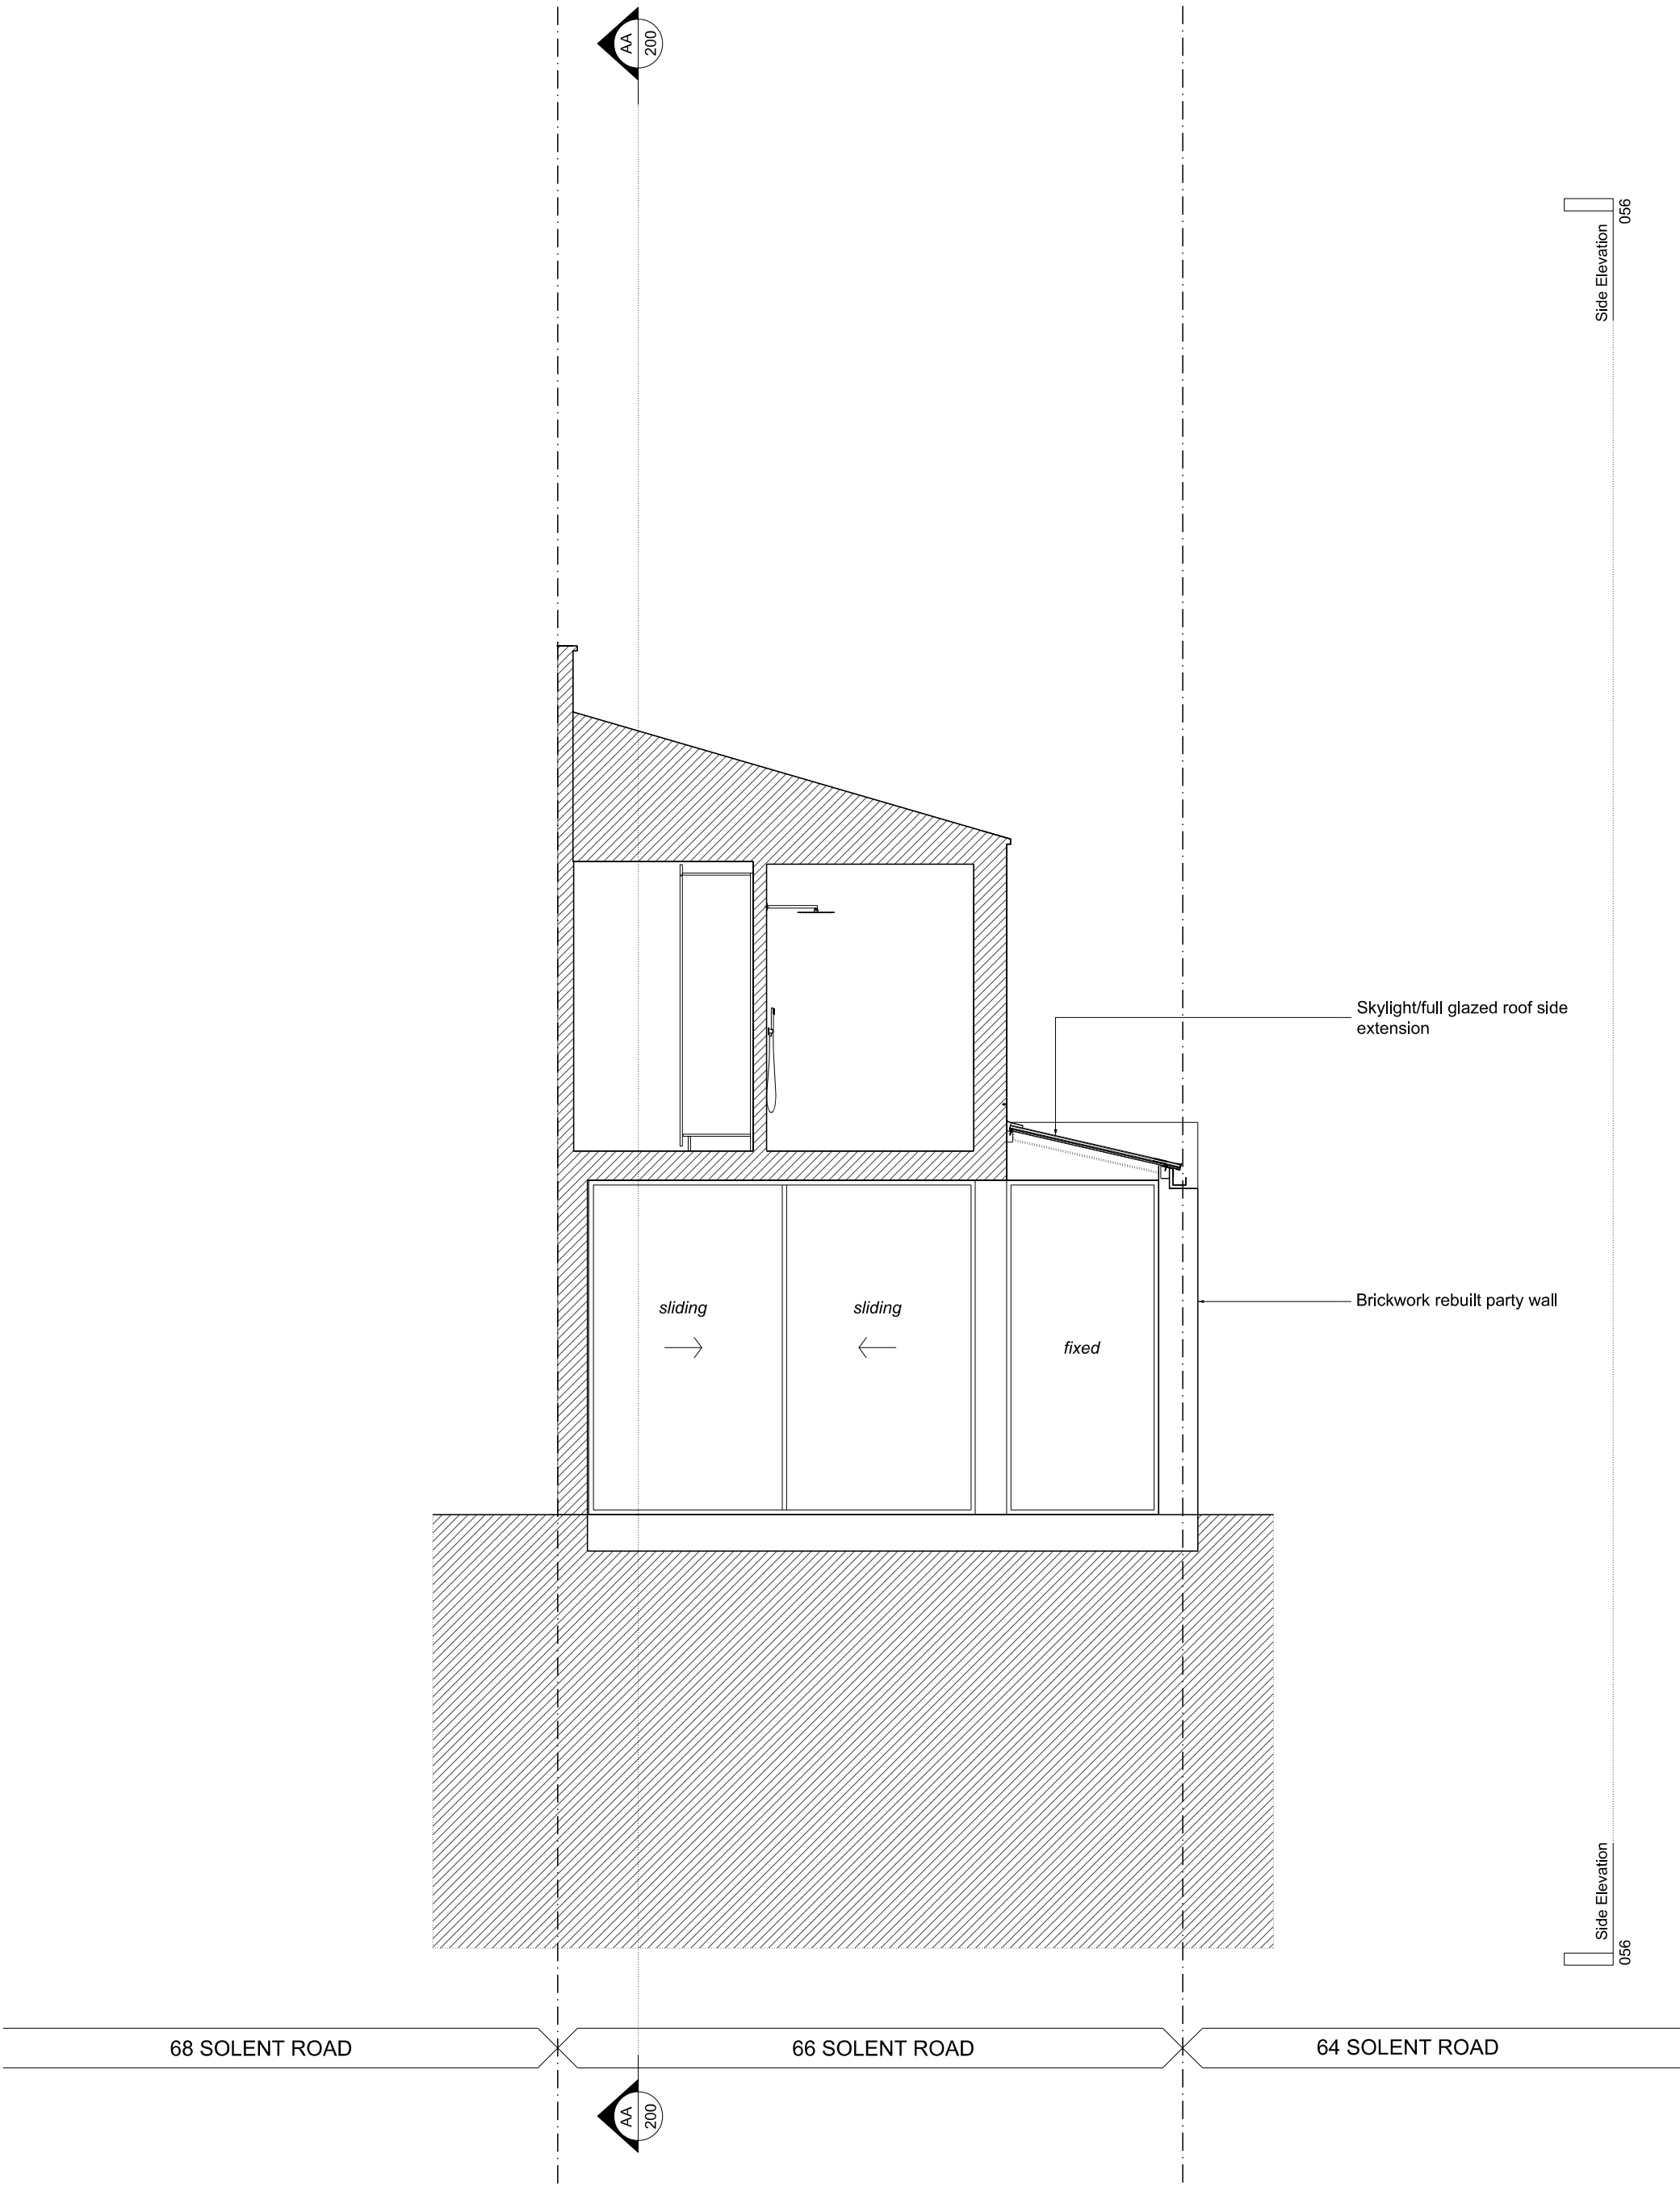 AA
200
056
Side Elevation
Skylight/full glazed roof side
extension
Brickwork rebuilt party wall
sliding
sliding
fixed
Side Elevation
056
68 SOLENT ROAD
66 SOLENT ROAD
64 SOLENT ROAD
AA
200